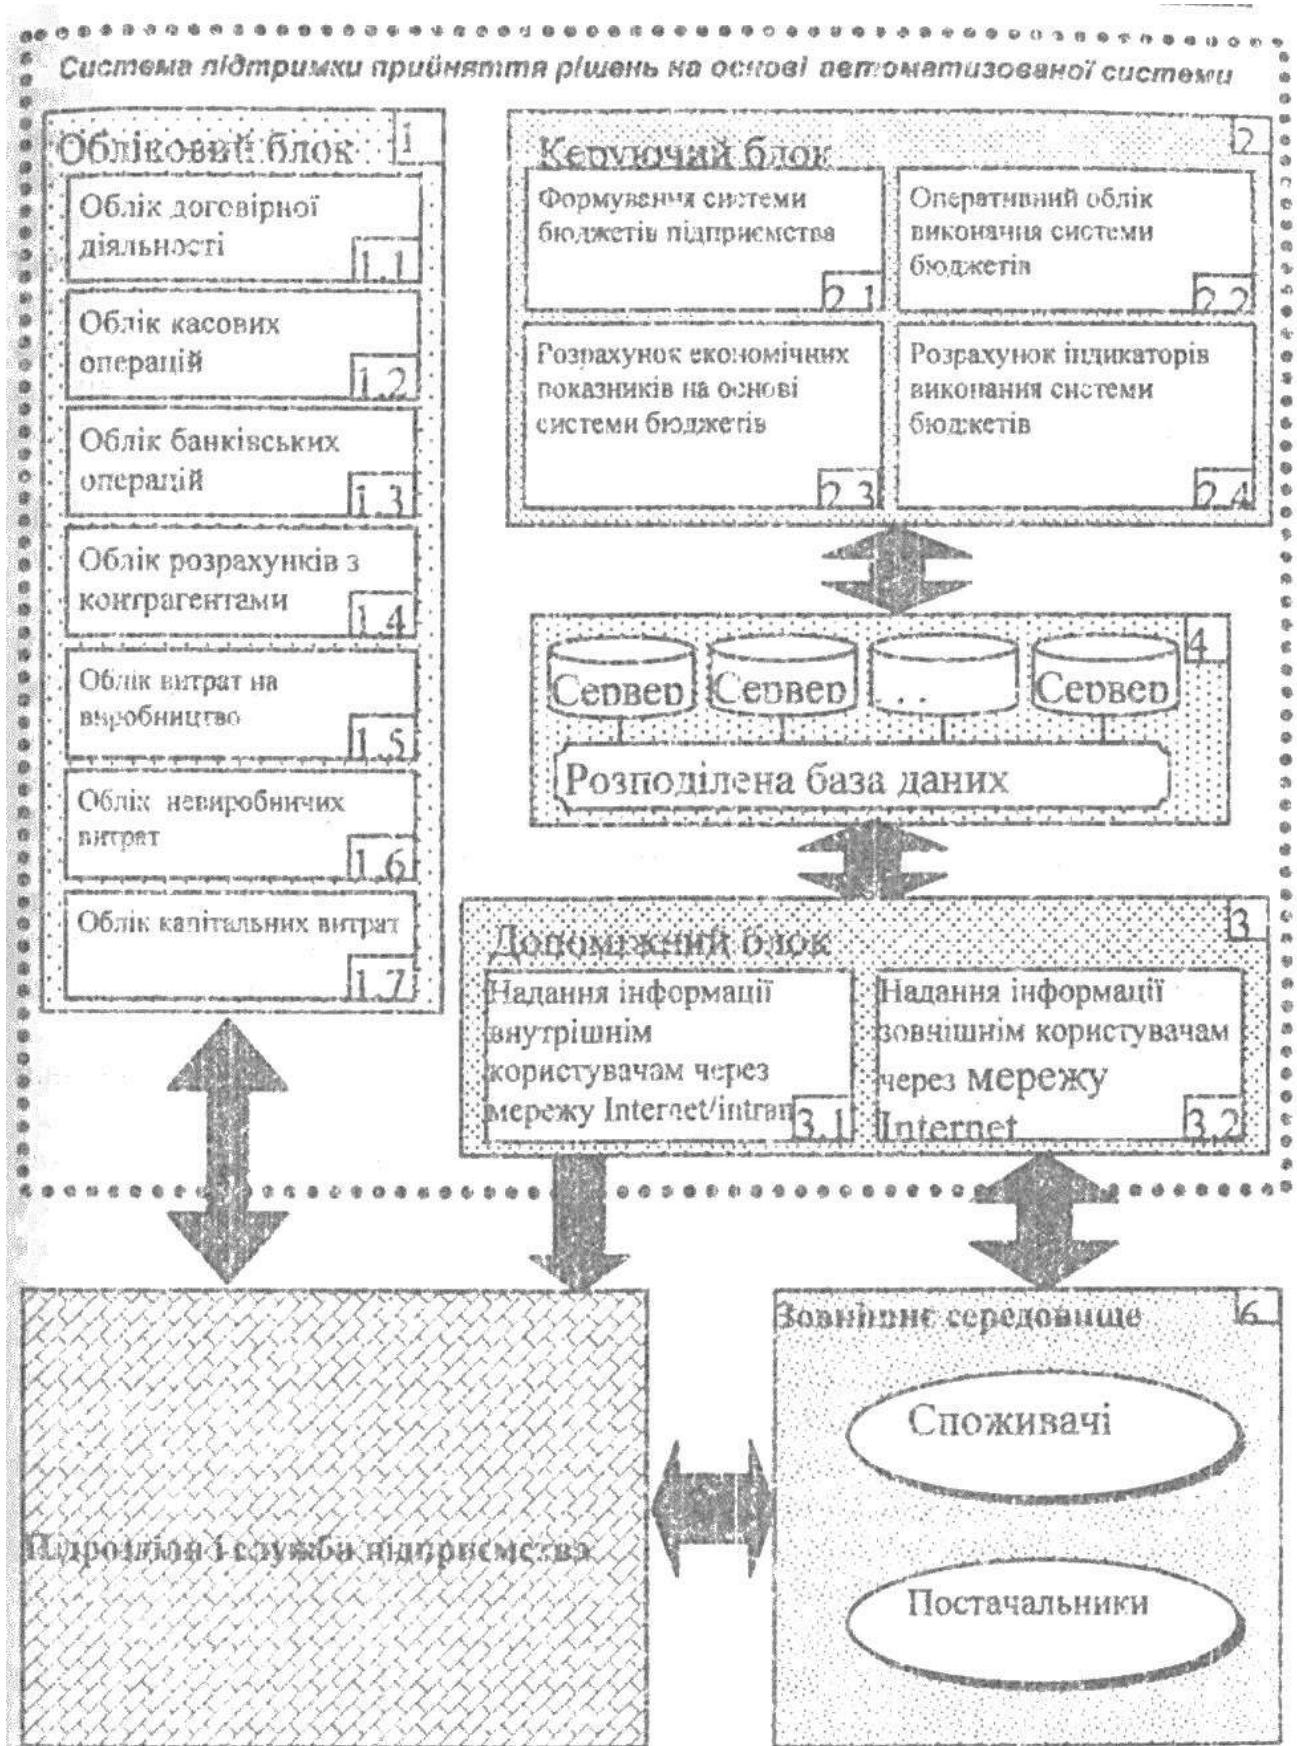 Система підтримки прийняття рішень на основі автоматизованої системи
Обліковий блок
1
Облік договірної
діяльності
1.1
Облік касових
операцій
1.2
Облік банківських
операцій
1.3
Облік розрахунків з
контрагентами
1.4
Облік витрат на
виробництво
1.5
Облік невиробничих
витрат
1.6
Облік капітальних витрат
1.7
Керуючий блок
2
Формування системи
бюджетів підприємства
2.1
Оперативний облік
виконання системи
бюджетів
2.2
Розрахунок економічних
показників на основі
системи бюджетів
2.3
Розрахунок індикаторів
виконання системи
бюджетів
2.4
4
Сервер Сервер . . Сервер
Розподілена база даних
Допоміжний блок
3
Надання інформації
внутрішнім
користувачам через
мережу Internet/intran
3.1
Надання інформації
зовнішнім користувачам
через мережу
Internet
3.2
Підрозділи і служби підприємства
Зовнішнє середовище
6
Споживачі
Постачальники